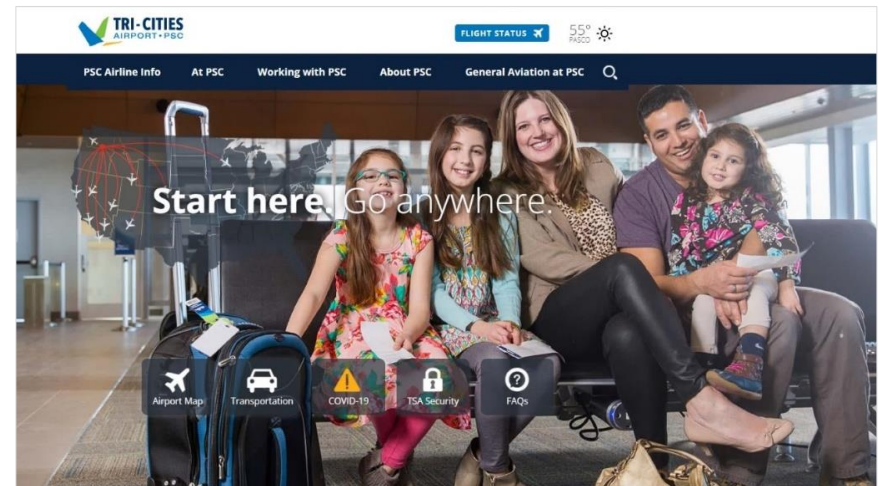 TRI-CITIES
AIRPORT•PSC
FLIGHT STATUS
55°
PASCO
PSC Airline Info At PSC Working with PSC About PSC General Aviation at PSC
Start here. Go anywhere.
Airport Map Transportation COVID-19 TSA Security FAQs